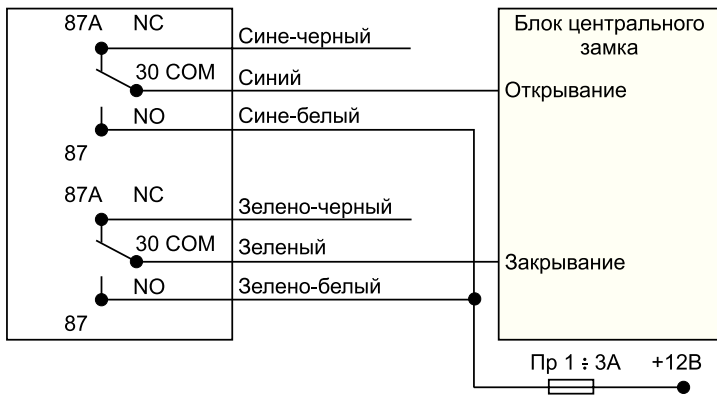 87A NC
Сине-черный
30 COM
Синий
NO
Сине-белый
87
87A NC
Зелено-черный
30 COM
Зеленый
NO
Зелено-белый
87
Блок центрального
замка
Открывание
Закрывание
Пр 1 ÷ 3А +12В